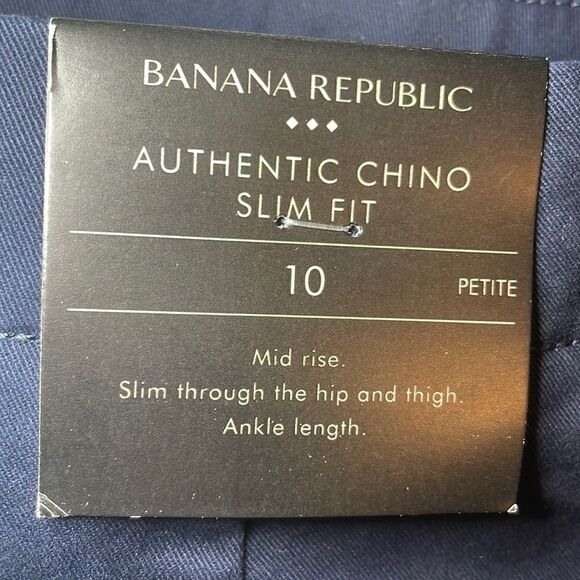 BANANA REPUBLIC
AUTHENTIC CHINO
SLIM FIT
10 PETITE
Mid rise.
Slim through the hip and thigh.
Ankle length.